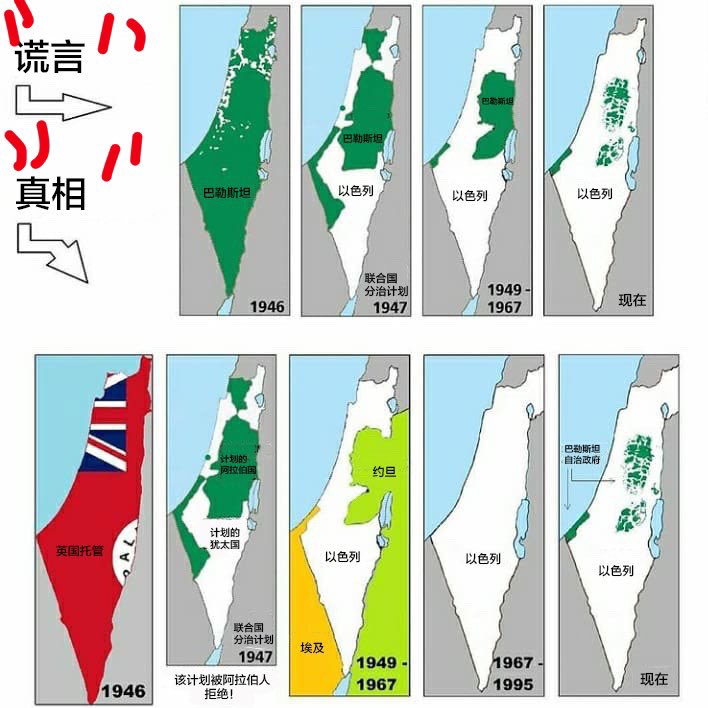 谎言
真相
巴勒斯坦
1946
巴勒斯坦
以色列
联合国
分治计划
1947
巴勒斯坦
以色列
1949 -
1967
以色列
现在
英国托管
PAL
1946
计划的
阿拉伯国
计划的
犹太国
联合国
分治计划
1947
该计划被阿拉伯人
拒绝!
约旦
以色列
埃及
1949 -
1967
以色列
1967 -
1995
巴勒斯坦
自治政府
以色列
现在